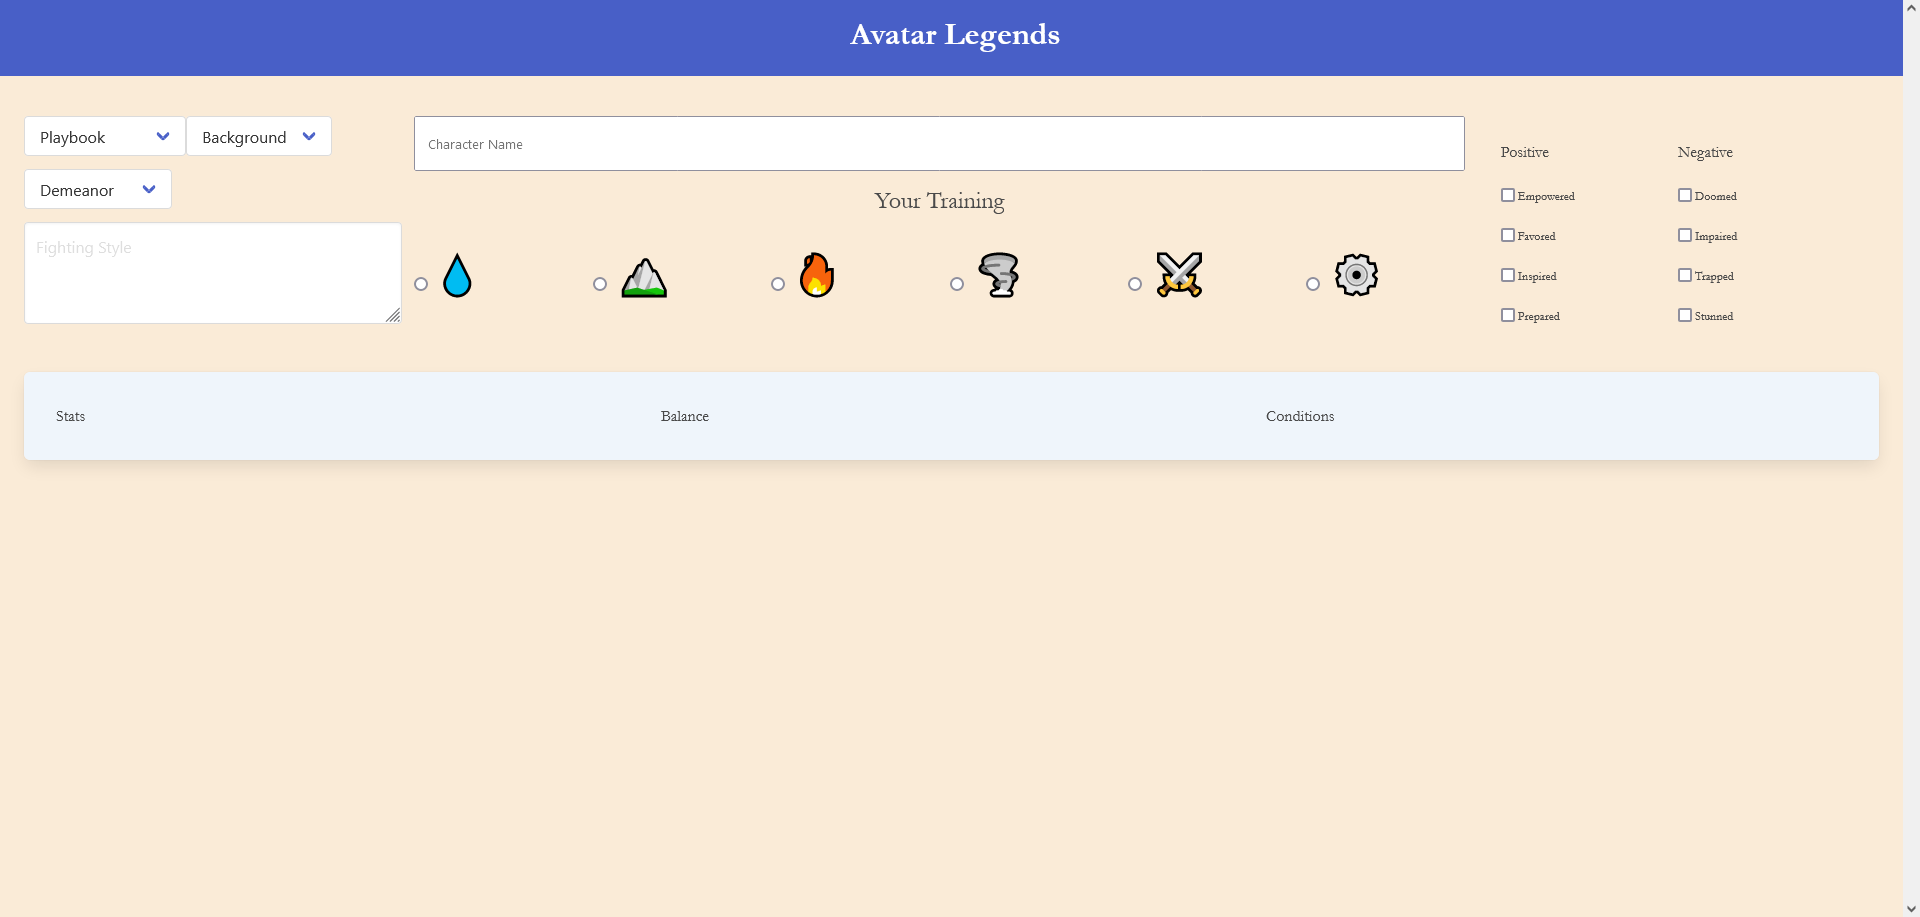 Avatar Legends
Playbook
Background
Demeanor
Fighting Style
Character Name
Your Training
Positive
Empowered
Favored
Inspired
Prepared
Negative
Doomed
Impaired
Trapped
Stunned
Stats
Balance
Conditions